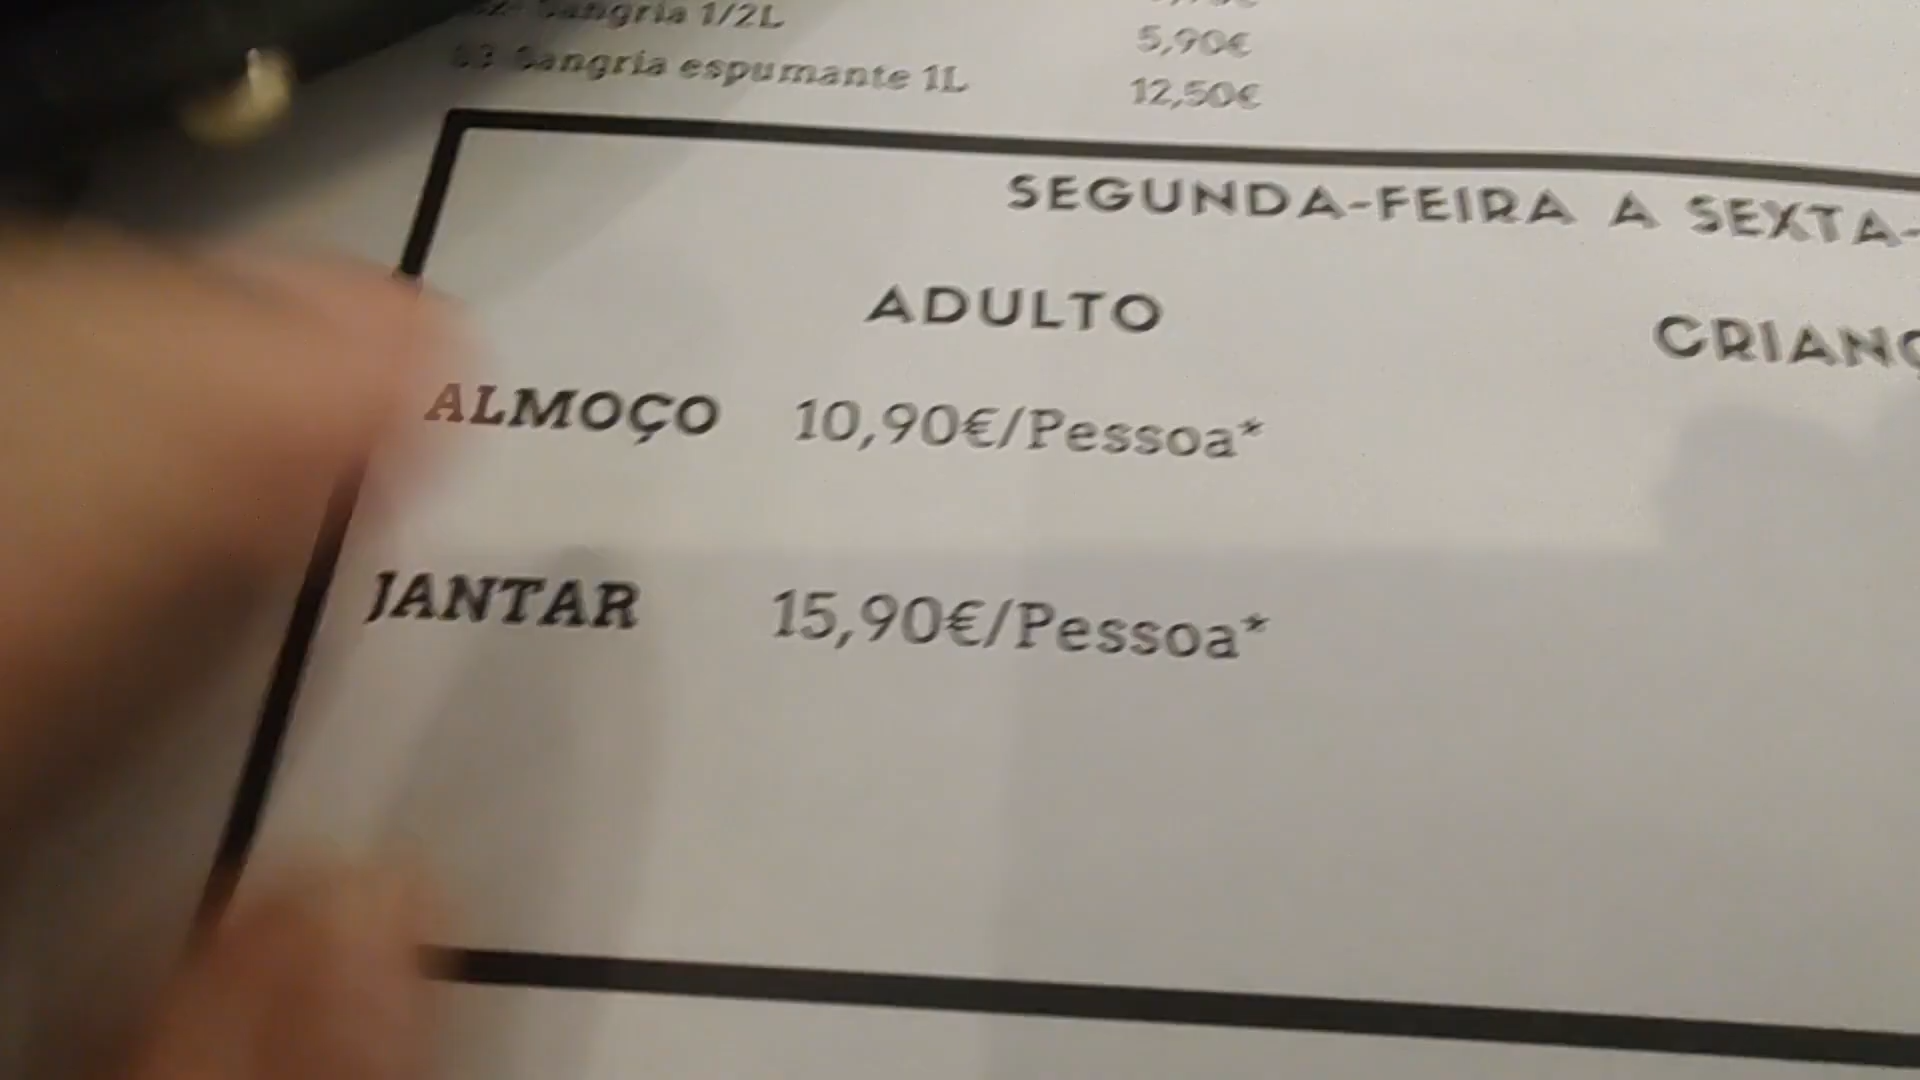 Sangria 1/2L 5,90€
Sangria espumante 1L 12,50€
SEGUNDA-FEIRA A SEXTA-
ADULTO
ALMOÇO 10,90€/Pessoa*
JANTAR 15,90€/Pessoa*